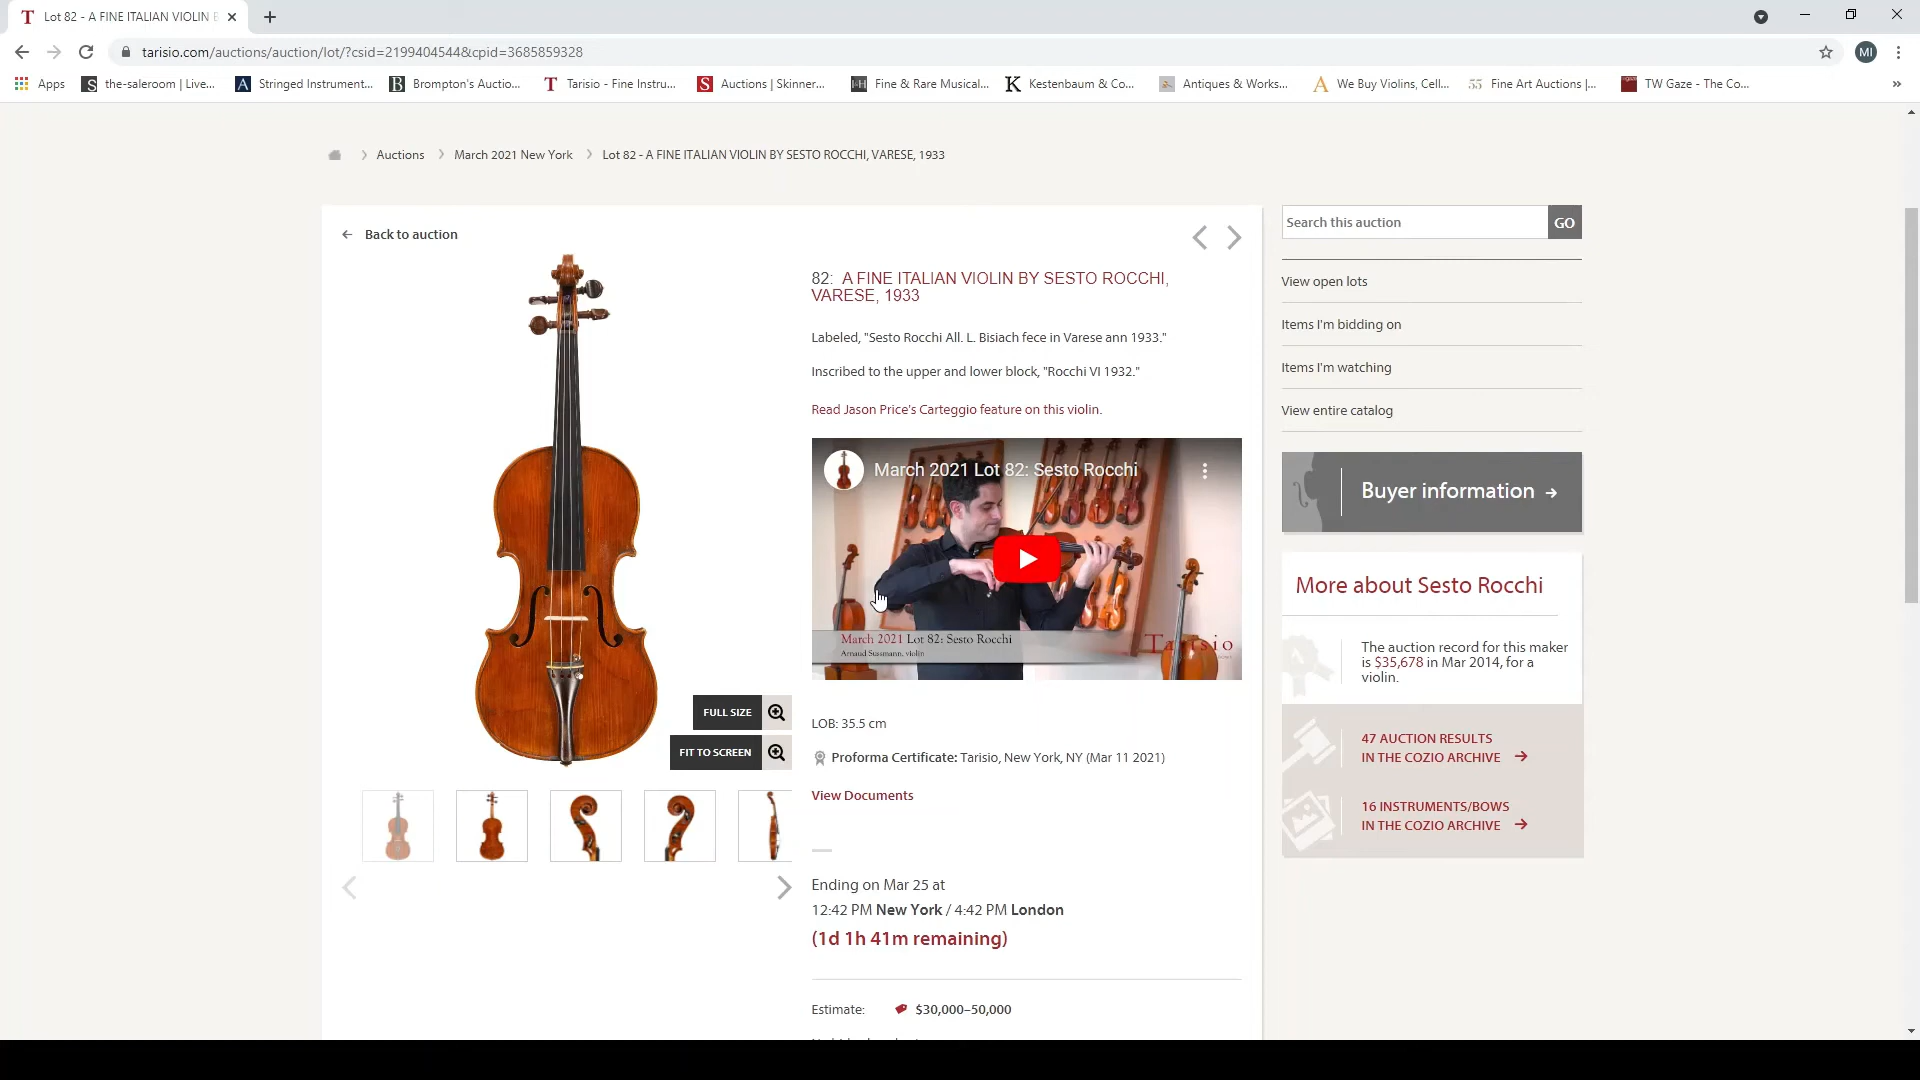 Lot 82 - A FINE ITALIAN VIOLIN B
tarisio.com/auctions/auction/lot/?csid=2199404544&cpid=3685859328
MI
Apps
the-saleroom | Live...
Stringed Instrument...
Brompton's Auctio...
Tarisio - Fine Instru...
Auctions | Skinner...
Fine & Rare Musical...
Kestenbaum & Co...
Antiques & Works...
We Buy Violins, Cell...
Fine Art Auctions |...
TW Gaze - The Co...
Auctions
March 2021 New York
Lot 82 - A FINE ITALIAN VIOLIN BY SESTO ROCCHI, VARESE, 1933
Back to auction
82: A FINE ITALIAN VIOLIN BY SESTO ROCCHI,
VARESE, 1933
Labeled, "Sesto Rocchi All. L. Bisiach fece in Varese ann 1933."
Inscribed to the upper and lower block, "Rocchi VI 1932."
Read Jason Price's Carteggio feature on this violin.
March 2021 Lot 82: Sesto Rocchi
March 2021 Lot 82: Sesto Rocchi
Arnaud Sussmann, violin
Tarisio
FULL SIZE
FIT TO SCREEN
LOB: 35.5 cm
Proforma Certificate: Tarisio, New York, NY (Mar 11 2021)
View Documents
Ending on Mar 25 at
12:42 PM New York / 4:42 PM London
(1d 1h 41m remaining)
Estimate: $30,000–50,000
Search this auction
GO
View open lots
Items I'm bidding on
Items I'm watching
View entire catalog
Buyer information →
More about Sesto Rocchi
The auction record for this maker
is $35,678 in Mar 2014, for a
violin.
47 AUCTION RESULTS
IN THE COZIO ARCHIVE →
16 INSTRUMENTS/BOWS
IN THE COZIO ARCHIVE →